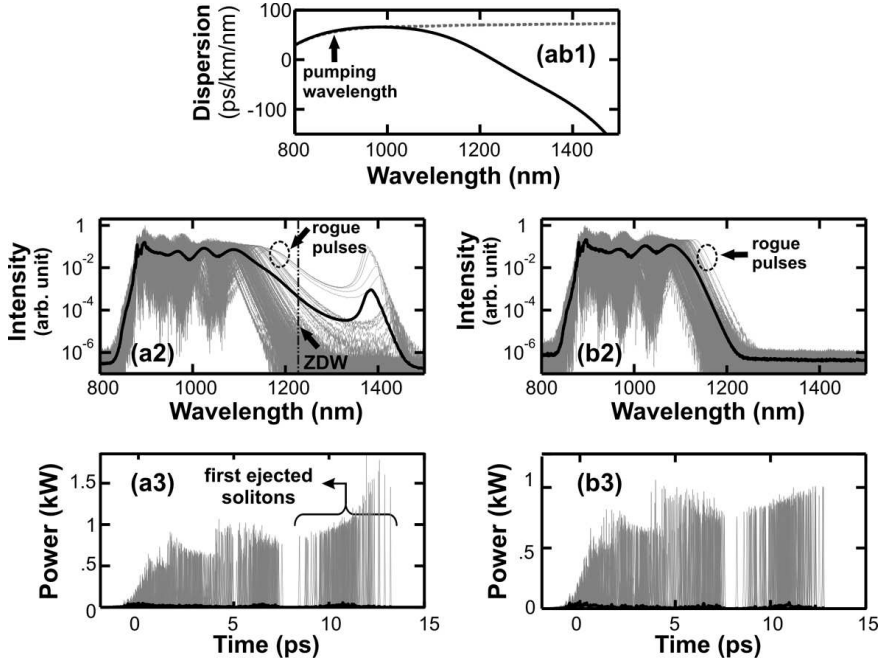 100
0
-100
Dispersion
(ps/km/nm)
(ab1)
pumping
wavelength
800 1000 1200 1400
Wavelength (nm)
1
10-2
10-4
10-6
Intensity
(arb. unit)
rogue
pulses
(a2)
ZDW
800 1000 1200 1400
Wavelength (nm)
1
10-2
10-4
10-6
Intensity
(arb. unit)
rogue
pulses
(b2)
800 1000 1200 1400
Wavelength (nm)
1.5
1
.5
0
Power (kW)
(a3)
first ejected
solitons
0 5 10 15
Time (ps)
1
.5
0
Power (kW)
(b3)
0 5 10 15
Time (ps)